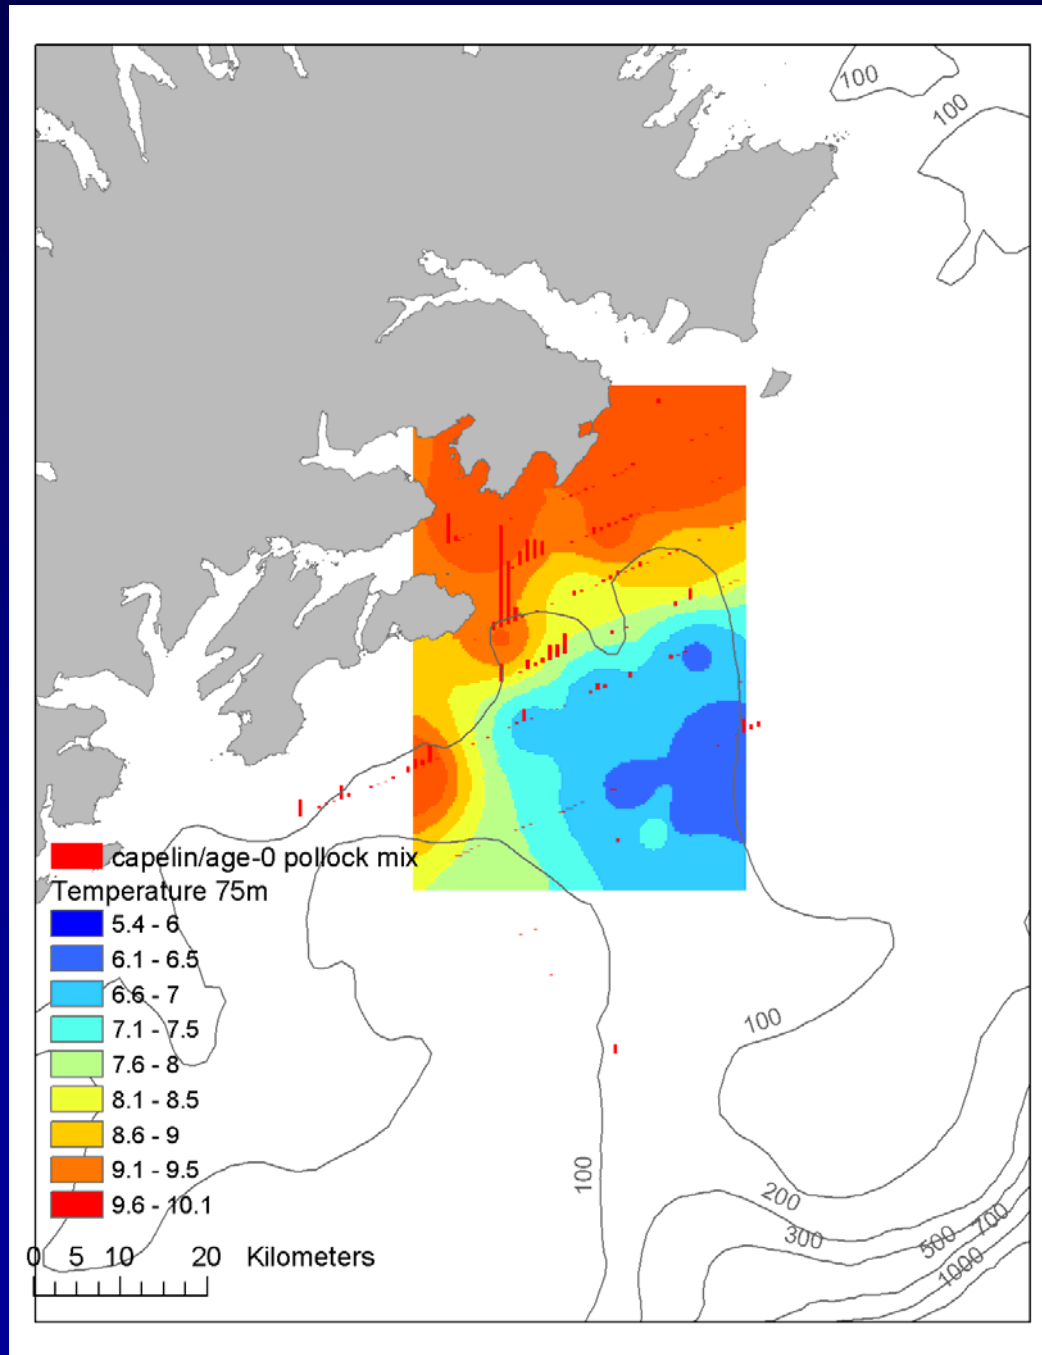 100
100
capelin/age-0 pollock mix
Temperature 75m
5.4 - 6
6.1 - 6.5
6.6 - 7
7.1 - 7.5
7.6 - 8
8.1 - 8.5
8.6 - 9
9.1 - 9.5
9.6 - 10.1
0 5 10 20 Kilometers
100
100
200
300
500
700
1000